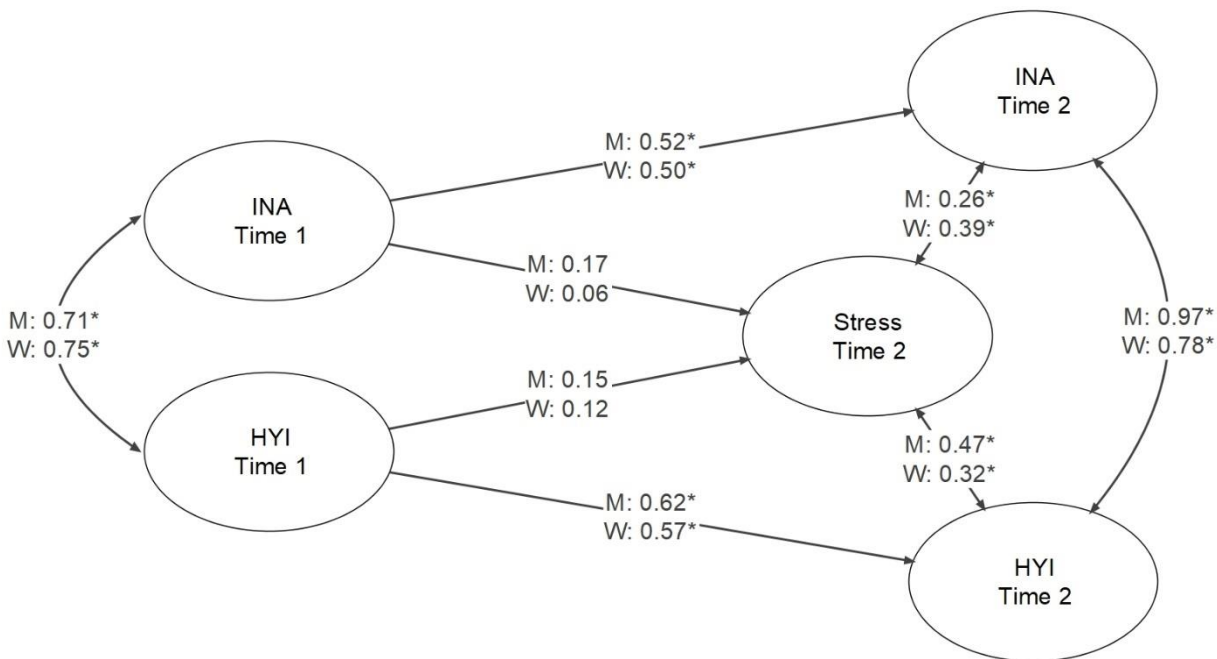 INA
Time 2
M: 0.52*
W: 0.50*
INA
Time 1
M: 0.26*
W: 0.39*
M: 0.17
W: 0.06
M: 0.71*
W: 0.75*
Stress
Time 2
M: 0.97*
W: 0.78*
M: 0.15
W: 0.12
HYI
Time 1
M: 0.47*
W: 0.32*
M: 0.62*
W: 0.57*
HYI
Time 2